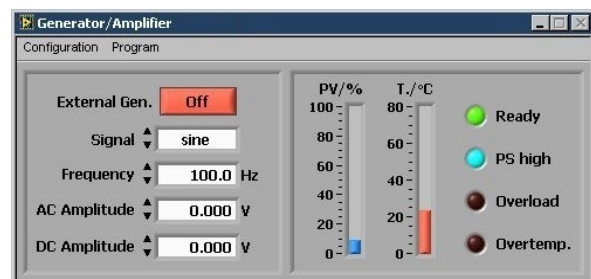 Generator/Amplifier
Configuration Program
External Gen. Off
Signal sine
Frequency 100.0 Hz
AC Amplitude 0.000 V
DC Amplitude 0.000 V
PV/% T./°C
100 80
80
60
60
40
40
20
20
0 0
Ready
PS high
Overload
Overtemp.